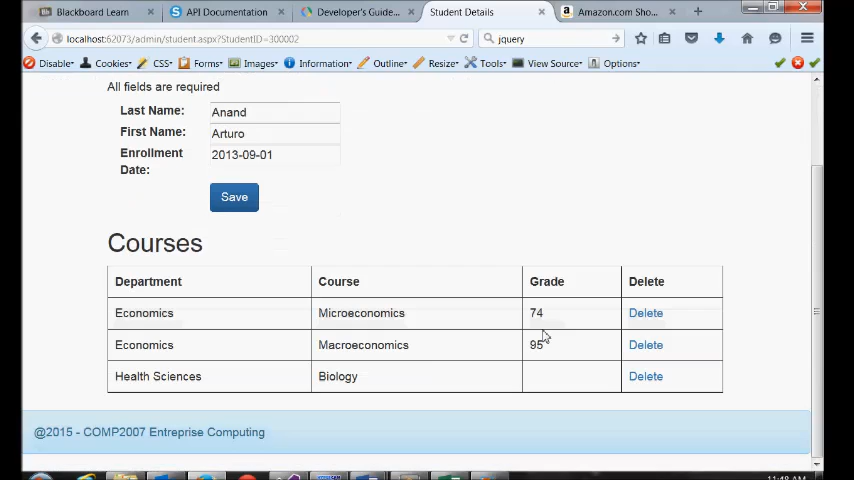 Blackboard Learn × API Documentation × Developer's Guide... × Student Details × Amazon.com Sho... × +
localhost:62073/admin/student.aspx?StudentID=300002 jquery
Disable Cookies CSS Forms Images Information Outline Resize Tools View Source Options
All fields are required
Last Name: Anand
First Name: Arturo
Enrollment Date: 2013-09-01
Save
Courses
Department Course Grade Delete
Economics Microeconomics 74 Delete
Economics Macroeconomics 95 Delete
Health Sciences Biology Delete
@2015 - COMP2007 Entreprise Computing
11:48 AM